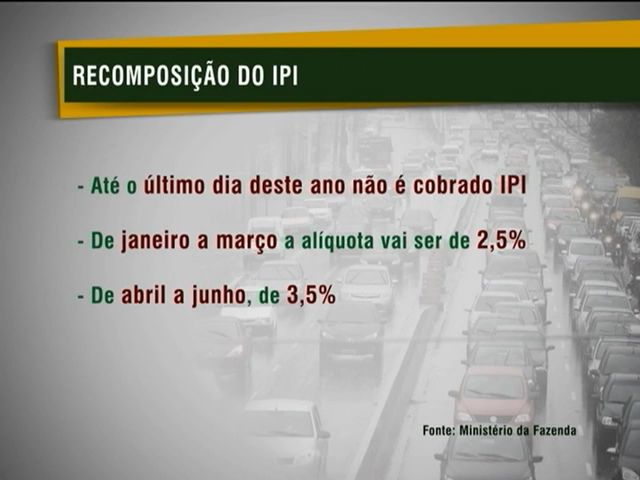 RECOMPOSIÇÃO DO IPI
- Até o último dia deste ano não é cobrado IPI
- De janeiro a março a alíquota vai ser de 2,5%
- De abril a junho, de 3,5%
Fonte: Ministério da Fazenda